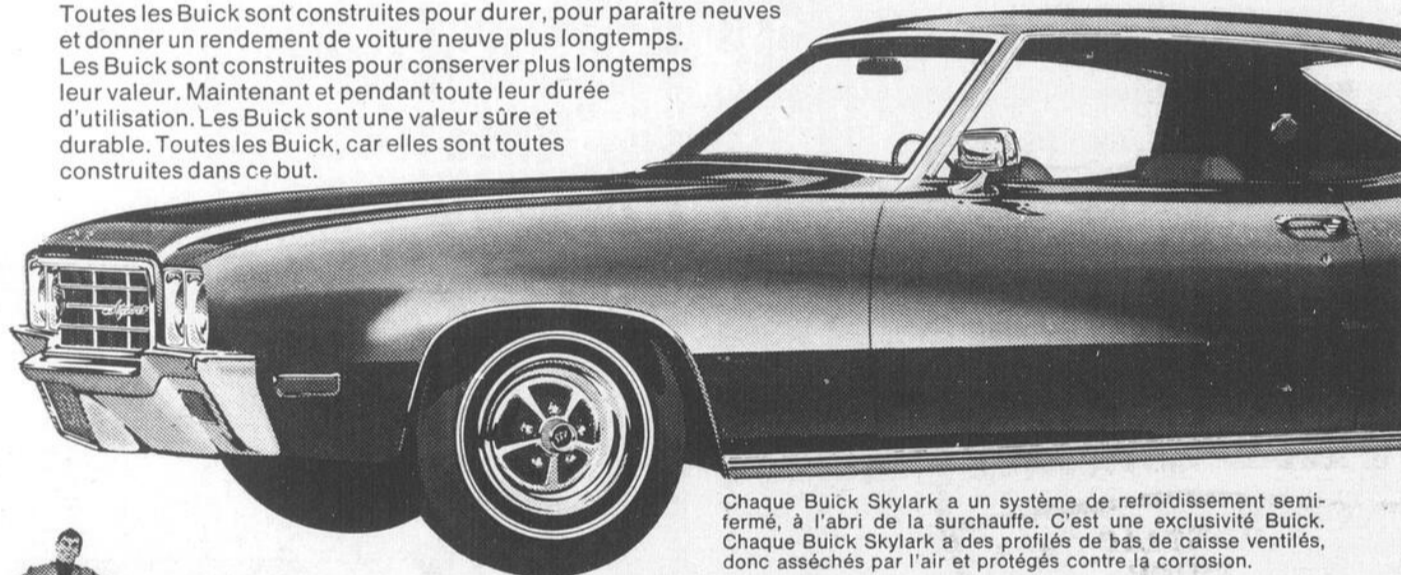 Toutes les Buick sont construites pour durer, pour paraître neuves
et donner un rendement de voiture neuve plus longtemps.
Les Buick sont construites pour conserver plus longtemps
leur valeur. Maintenant et pendant toute leur durée
d'utilisation. Les Buick sont une valeur sûre et
durable. Toutes les Buick, car elles sont toutes
construites dans ce but.
Skylark
Chaque Buick Skylark a un système de refroidissement semi-
fermé, à l'abri de la surchauffe. C'est une exclusivité Buick.
Chaque Buick Skylark a des profilés de bas de caisse ventilés,
donc asséchés par l'air et protégés contre la corrosion.